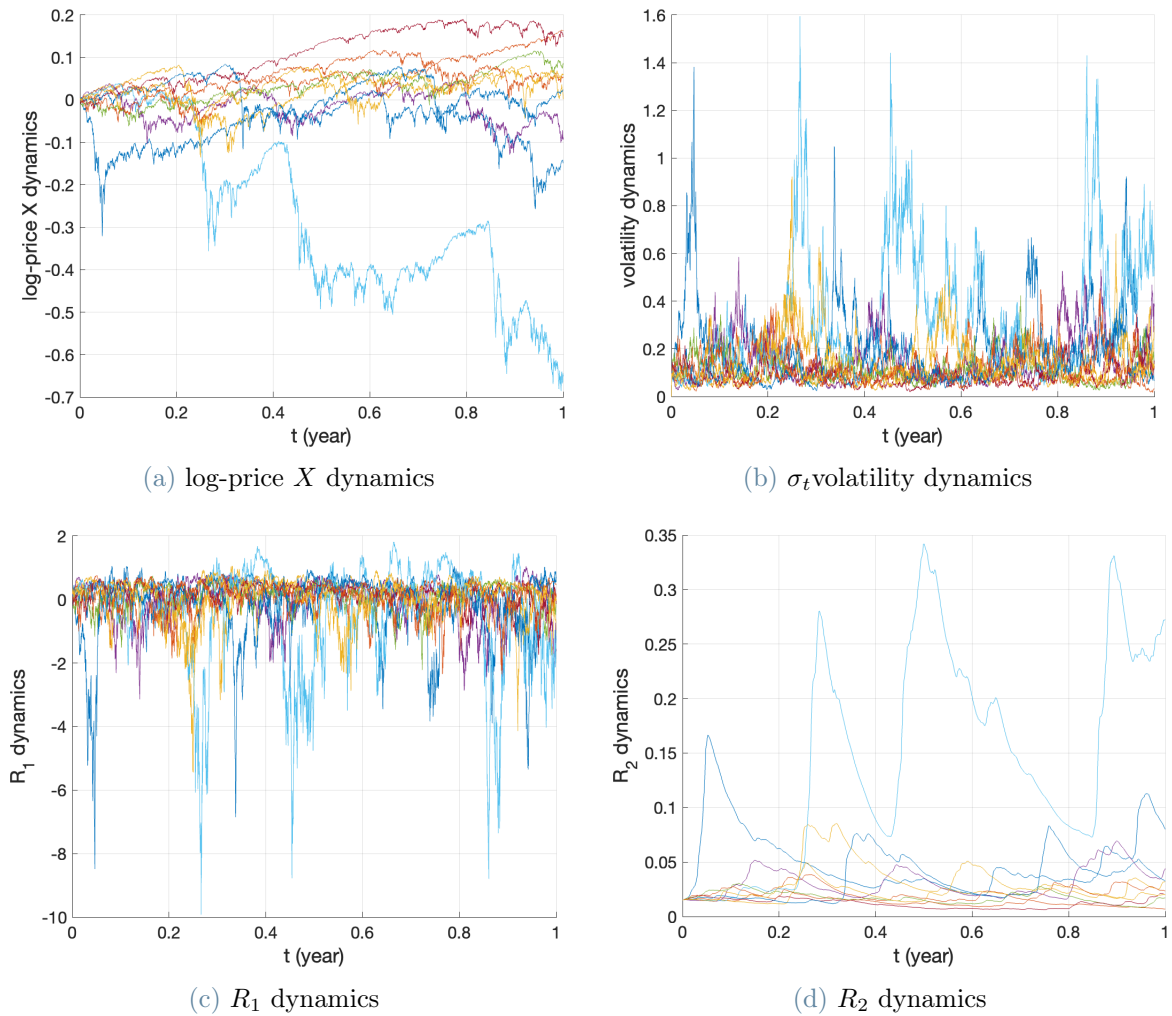 0.2
0.1
0
-0.1
-0.2
-0.3
-0.4
-0.5
-0.6
-0.7
log-price X dynamics
0 0.2 0.4 0.6 0.8 1
t (year)
(a) log-price X dynamics
1.6
1.4
1.2
1
0.8
0.6
0.4
0.2
0
volatility dynamics
0 0.2 0.4 0.6 0.8 1
t (year)
(b) σₜvolatility dynamics
2
0
-2
-4
-6
-8
-10
R₁ dynamics
0 0.2 0.4 0.6 0.8 1
t (year)
(c) R₁ dynamics
0.35
0.3
0.25
0.2
0.15
0.1
0.05
0
R₂ dynamics
0 0.2 0.4 0.6 0.8 1
t (year)
(d) R₂ dynamics